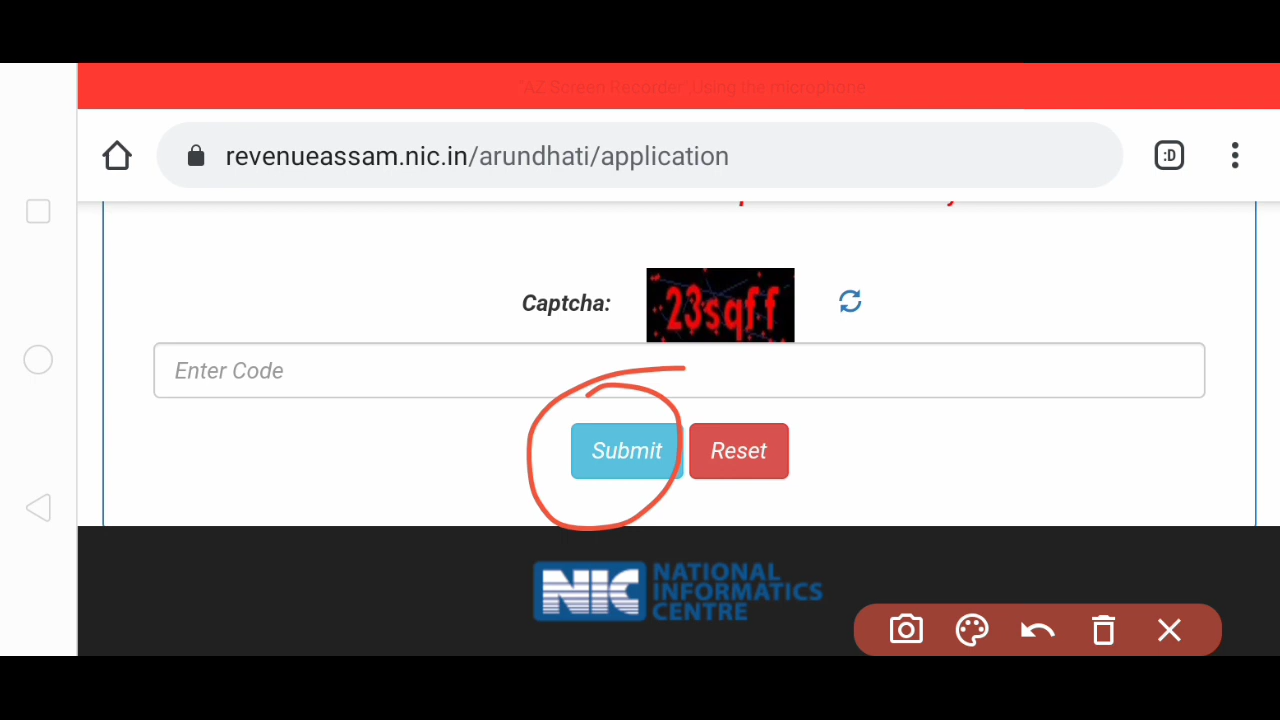 "AZ Screen Recorder" Using the microphone
revenueassam.nic.in/arundhati/application
:D
Captcha:
23sqff
Enter Code
Submit
Reset
NIC
NATIONAL
INFORMATICS
CENTRE